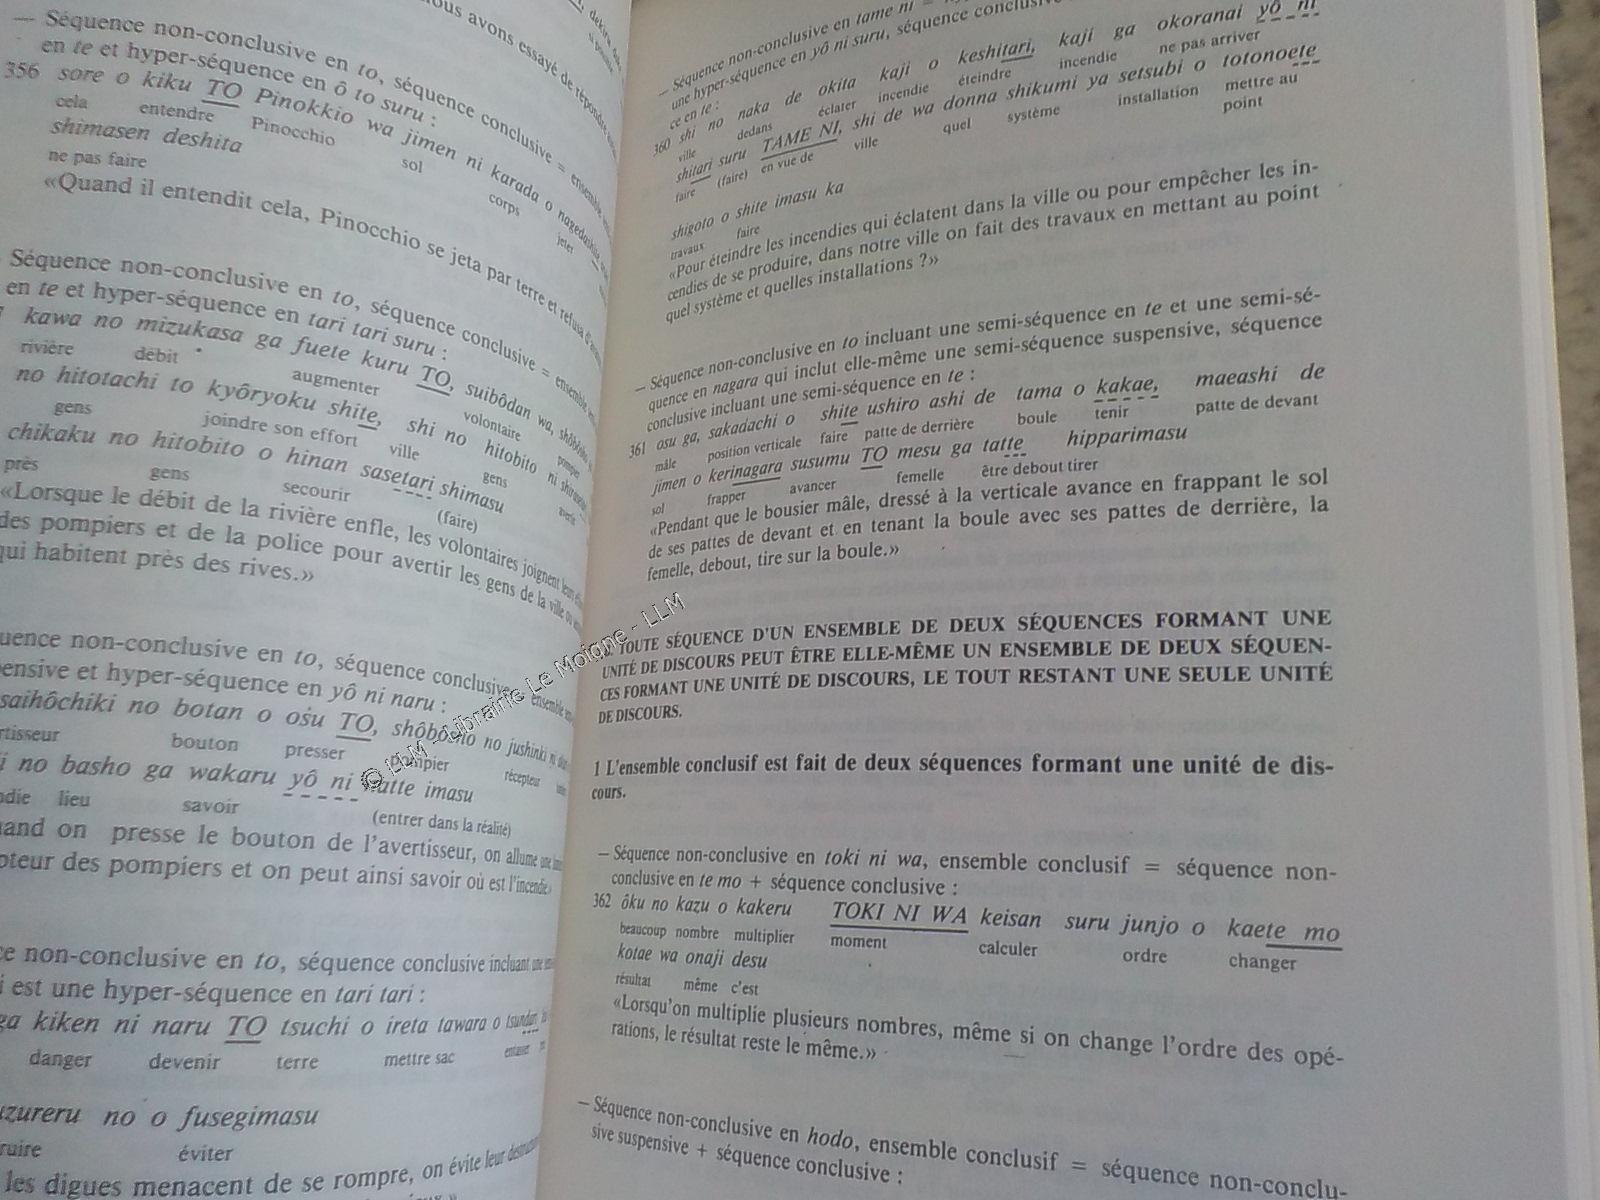 ous avons essayé de répondre
— Séquence non-conclusive en to, séquence conclusive = ensemble
en te et hyper-séquence en ô to suru :
356 sore o kiku TO Pinokkio wa jimen ni karada o
cela entendre Pinocchio sol corps jeter
shimasen deshita
ne pas faire
«Quand il entendit cela, Pinocchio se jeta par terre et refusa
Séquence non-conclusive en to, séquence conclusive = ensemble
en te et hyper-séquence en tari tari suru :
kawa no mizukasa ga fuete kuru TO, suibôdan wa,
rivière débit augmenter volontaire pompier
no hitotachi to kyôryoku shite, shi no hitobito ni
gens joindre son effort ville gens
chikaku no hitobito o hinan sasetari shimasu
près gens secourir (faire)
«Lorsque le débit de la rivière enfle, les volontaires joignent
des pompiers et de la police pour avertir les gens de la ville ou
qui habitent près des rives.»
uence non-conclusive en to, séquence conclusive = ensemble
pensive et hyper-séquence en yô ni naru :
saihôchiki no botan o osu TO, shôbôsho no jushinki ni
rtisseur bouton presser pompier récepteur
i no basho ga wakaru yô ni natte imasu
ndie lieu savoir (entrer dans la réalité)
and on presse le bouton de l'avertisseur, on allume une
pteur des pompiers et on peut ainsi savoir où est l'incendie»
ce non-conclusive en to, séquence conclusive incluant une
i est une hyper-séquence en tari tari :
ga kiken ni naru TO tsuchi o ireta tawara o
danger devenir terre mettre sac entasser
uzureru no o fusegimasu
ruire éviter
les digues menacent de se rompre, on évite leur
— Séquence non-conclusive en tame ni =
une hyper-séquence en yô ni suru, séquence
ce en te :
360 shi no naka de okita kaji o keshitari, kaji ga okoranai yô ni
ville dedans éclater incendie éteindre incendie ne pas arriver
shitari suru TAME NI, shi de wa donna shikumi ya setsubi o totonoete
faire (faire) en vue de ville quel système installation mettre au
point
shigoto o shite imasu ka
travaux faire
«Pour éteindre les incendies qui éclatent dans la ville ou pour empêcher les in-
cendies de se produire, dans notre ville on fait des travaux en mettant au point
quel système et quelles installations ?»
— Séquence non-conclusive en to incluant une semi-séquence en te et une semi-sé-
quence en nagara qui inclut elle-même une semi-séquence suspensive, séquence
conclusive incluant une semi-séquence en te :
361 osu ga, sakadachi o shite ushiro ashi de tama o kakae, maeashi de
mâle position verticale faire patte de derrière boule tenir patte de devant
jimen o kerinagara susumu TO mesu ga tatte hipparimasu
sol frapper avancer femelle être debout tirer
«Pendant que le bousier mâle, dressé à la verticale avance en frappant le sol
de ses pattes de devant et en tenant la boule avec ses pattes de derrière, la
femelle, debout, tire sur la boule.»
TOUTE SÉQUENCE D'UN ENSEMBLE DE DEUX SÉQUENCES FORMANT UNE
UNITÉ DE DISCOURS PEUT ÊTRE ELLE-MÊME UN ENSEMBLE DE DEUX SÉQUEN-
CES FORMANT UNE UNITÉ DE DISCOURS, LE TOUT RESTANT UNE SEULE UNITÉ
DE DISCOURS.
1 L'ensemble conclusif est fait de deux séquences formant une unité de dis-
cours.
— Séquence non-conclusive en toki ni wa, ensemble conclusif = séquence non-
conclusive en te mo + séquence conclusive :
362 ôku no kazu o kakeru TOKI NI WA keisan suru junjo o kaete mo
beaucoup nombre multiplier moment calculer ordre changer
kotae wa onaji desu
résultat même c'est
«Lorsqu'on multiplie plusieurs nombres, même si on change l'ordre des opé-
rations, le résultat reste le même.»
— Séquence non-conclusive en hodo, ensemble conclusif = séquence non-conclu-
sive suspensive + séquence conclusive :
© LLM - Librairie Le Moigne - LLM